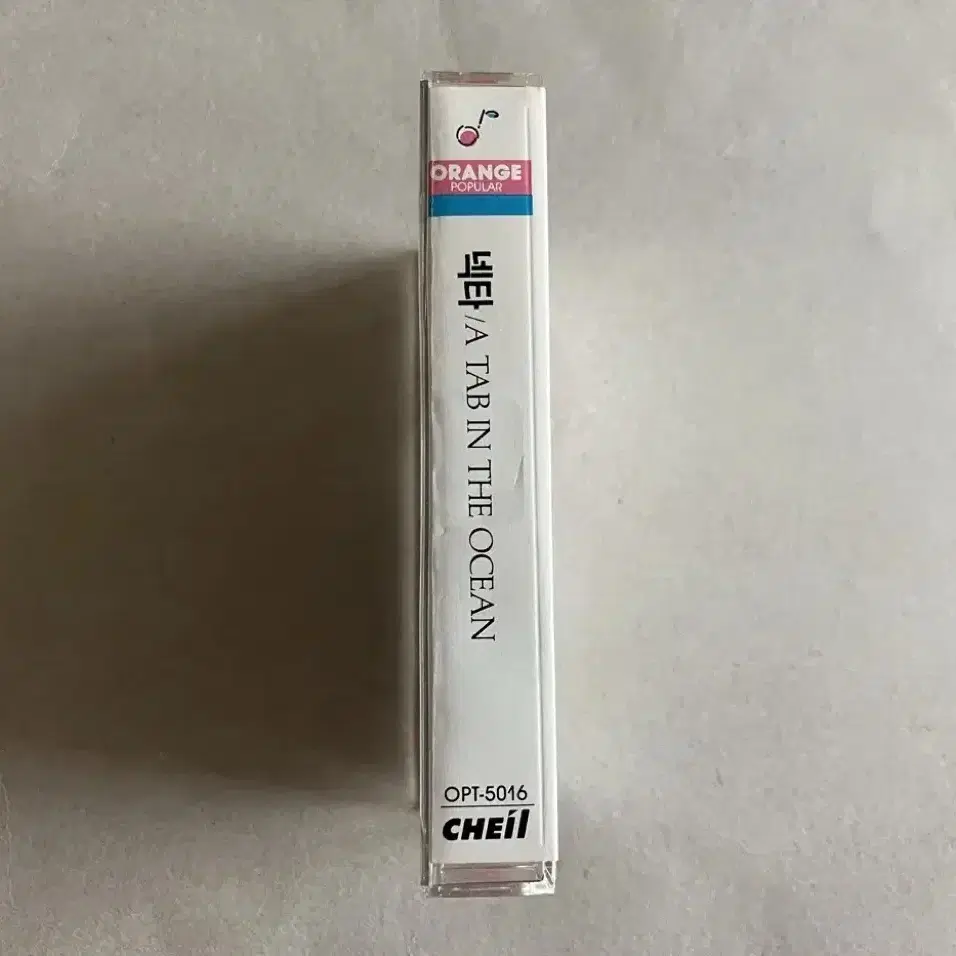 ORANGE
POPULAR
넥타/A TAB IN THE OCEAN
OPT-5016
CHEil